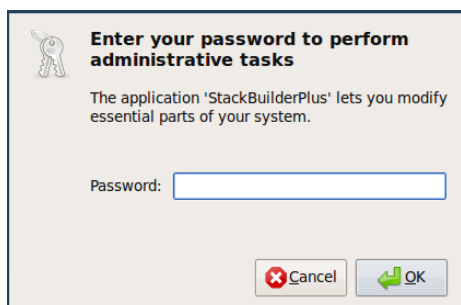 Enter your password to perform
administrative tasks
The application 'StackBuilderPlus' lets you modify
essential parts of your system.
Password:
Cancel
OK